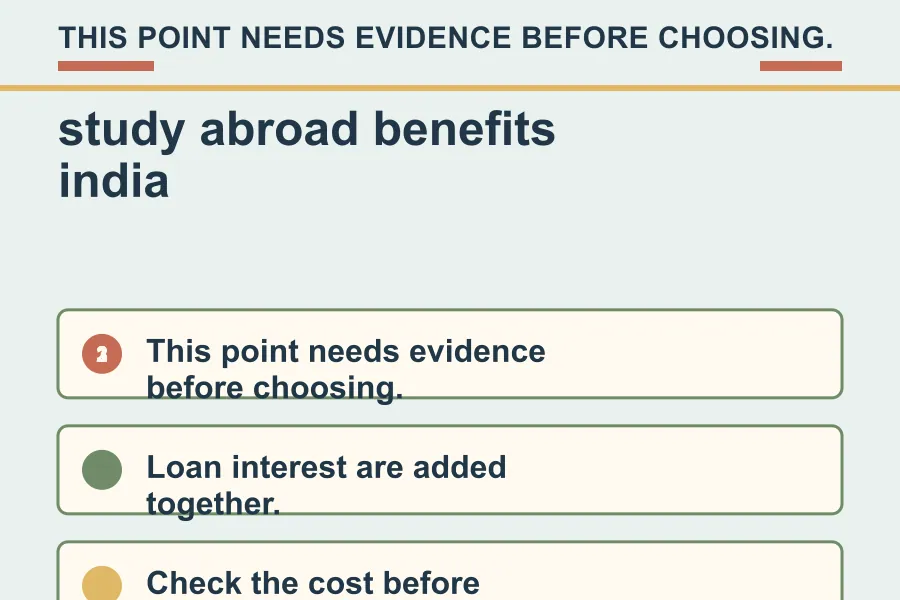 THIS POINT NEEDS EVIDENCE BEFORE CHOOSING.
study abroad benefits
india
This point needs evidence
before choosing.
Loan interest are added
together.
Check the cost before